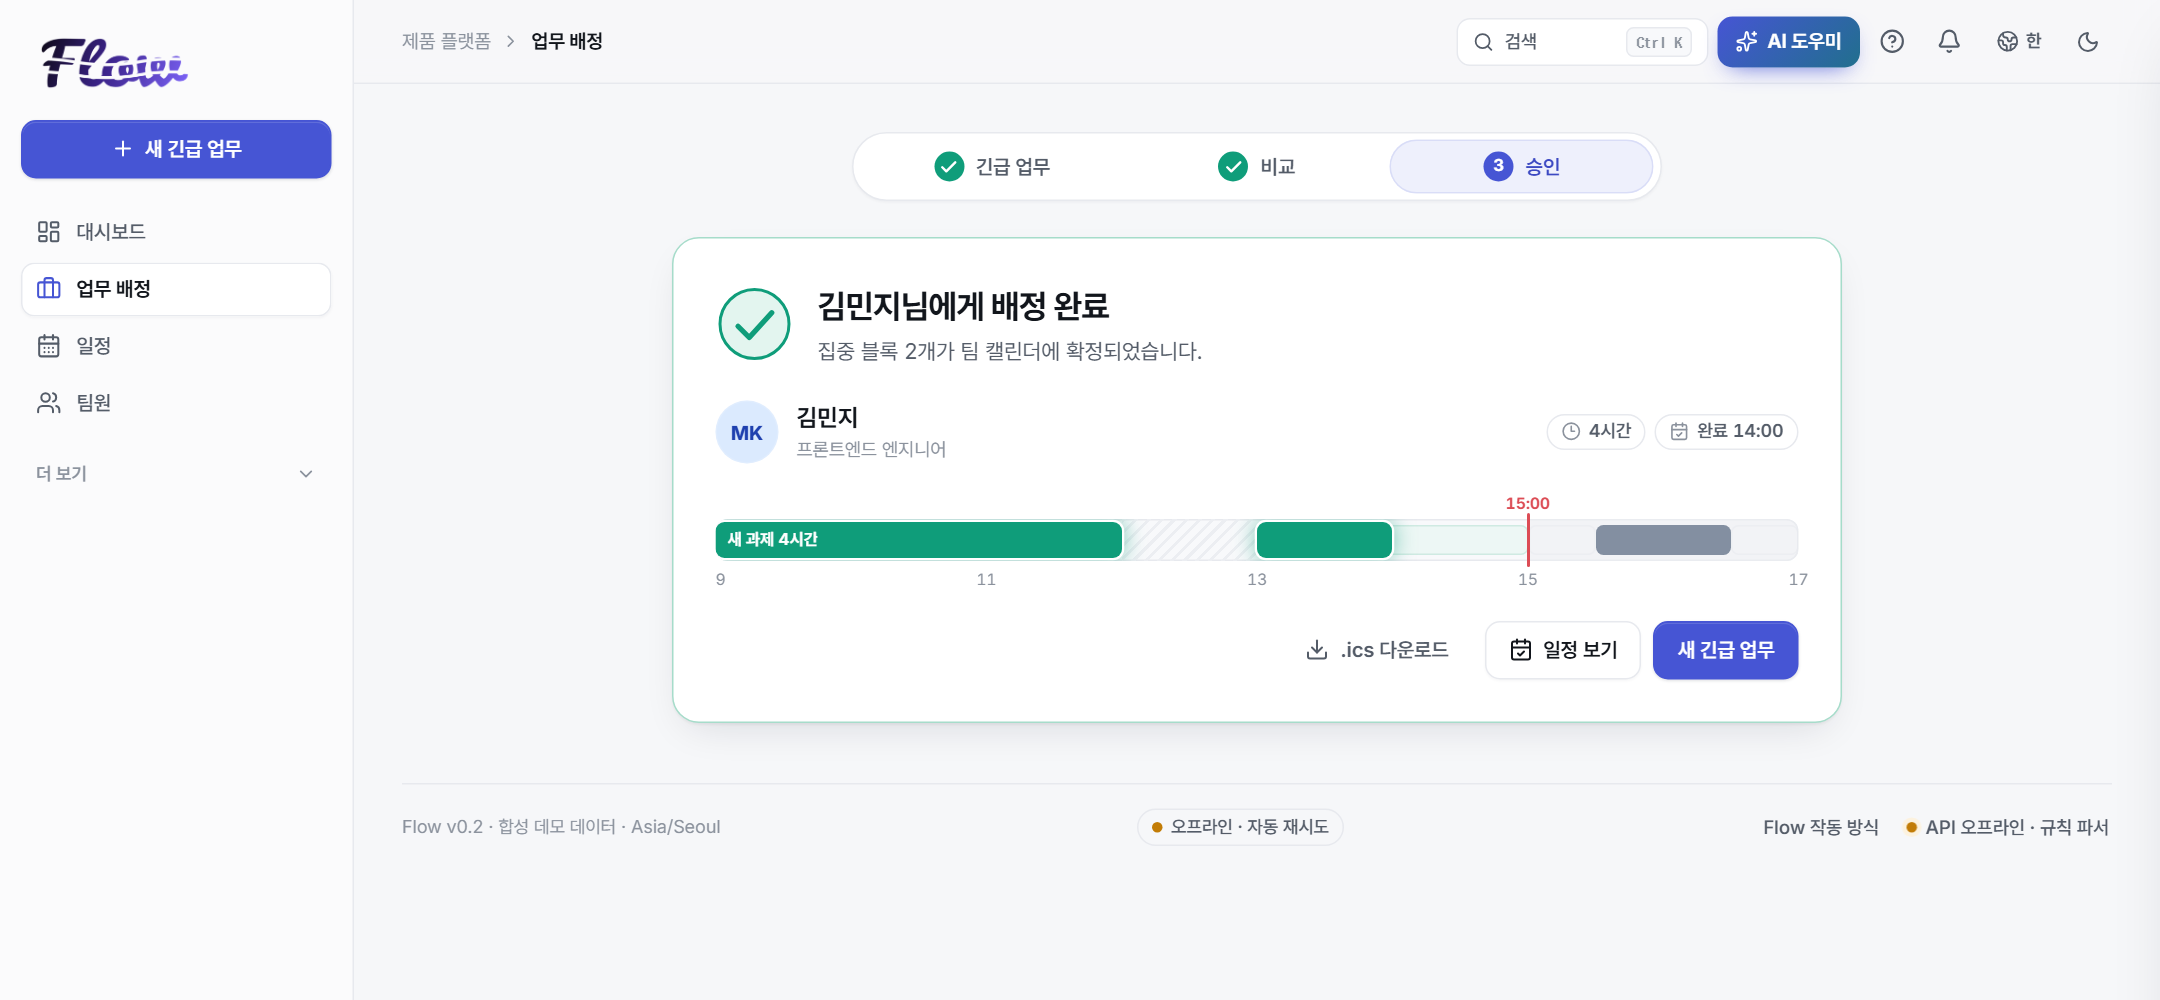 Flow
새 긴급 업무
대시보드
업무 배정
일정
팀원
더 보기
제품 플랫폼 > 업무 배정
검색 Ctrl K
AI 도우미
한
긴급 업무
비교
3 승인
김민지님에게 배정 완료
집중 블록 2개가 팀 캘린더에 확정되었습니다.
MK
김민지
프론트엔드 엔지니어
4시간
완료 14:00
15:00
새 과제 4시간
9 11 13 15 17
.ics 다운로드
일정 보기
새 긴급 업무
Flow v0.2 · 합성 데모 데이터 · Asia/Seoul
오프라인 · 자동 재시도
Flow 작동 방식
API 오프라인 · 규칙 파서